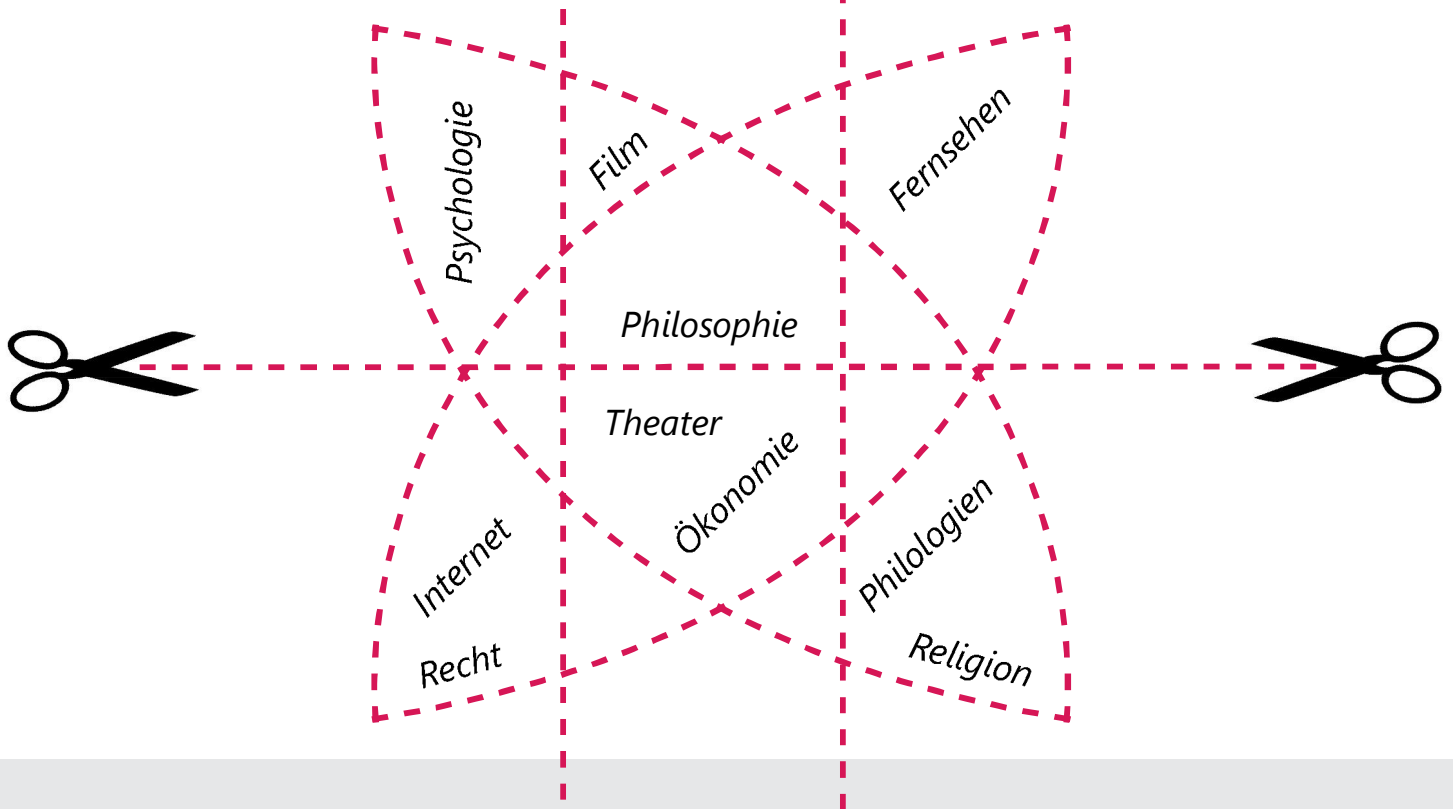 Psychologie
Film
Fernsehen
Philosophie
Theater
Ökonomie
Internet
Philologien
Recht
Religion